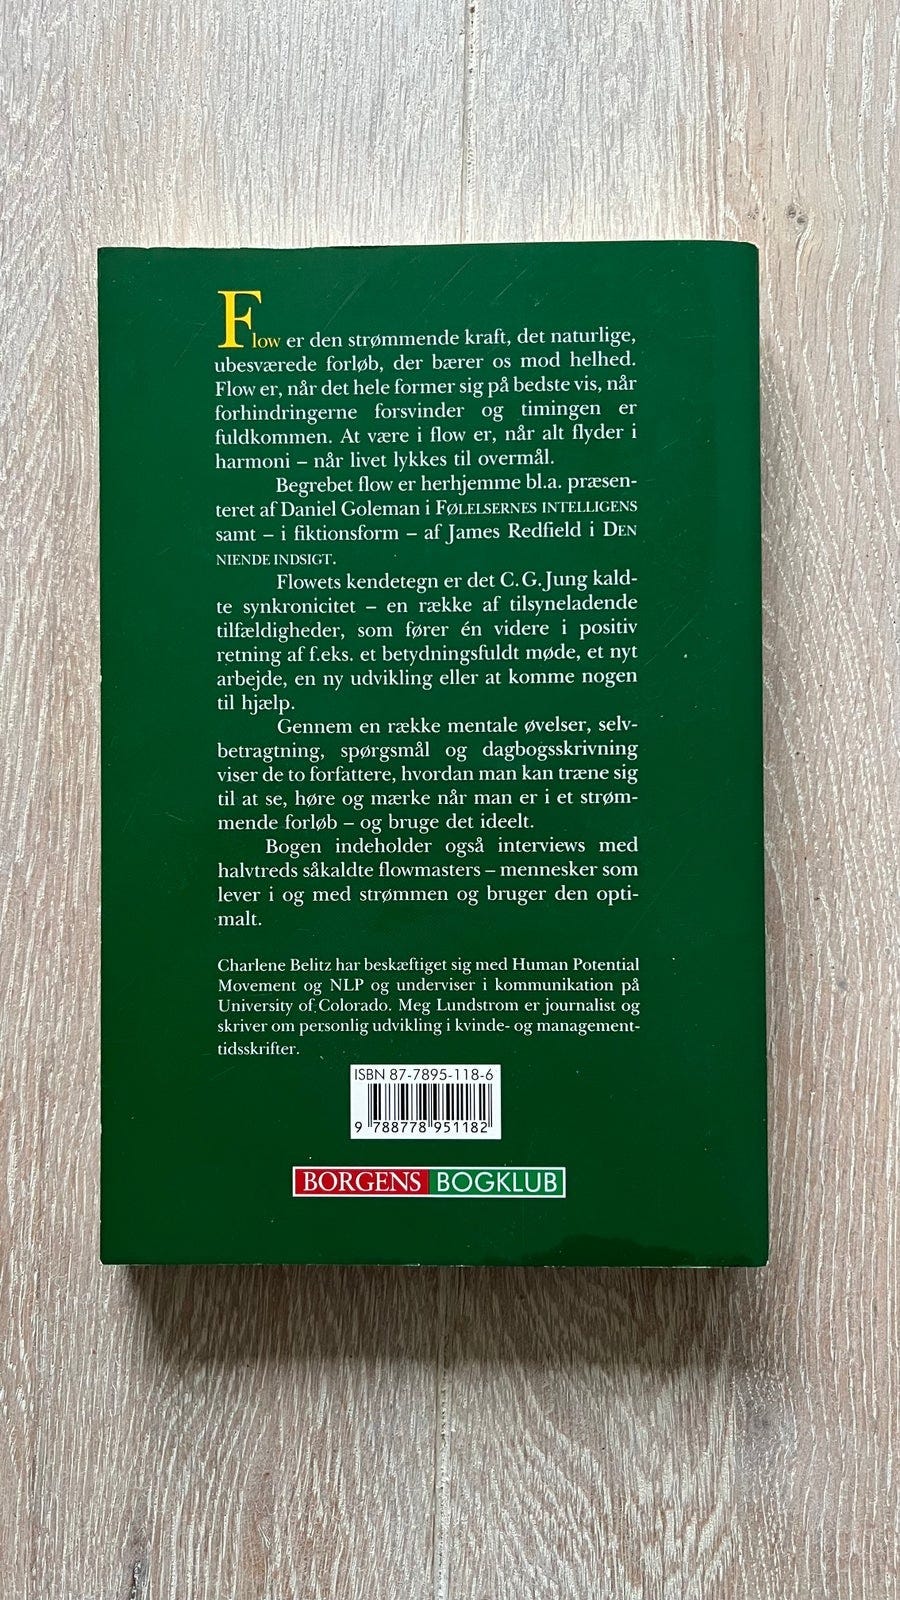 Flow er den strømmende kraft, det naturlige,
ubesværede forløb, der bærer os mod helhed.
Flow er, når det hele former sig på bedste vis, når
forhindringerne forsvinder og timingen er
fuldkommen. At være i flow er, når alt flyder i
harmoni – når livet lykkes til overmål.
Begrebet flow er herhjemme bl.a. præsen-
teret af Daniel Goleman i FØLELSERNES INTELLIGENS
samt – i fiktionsform – af James Redfield i DEN
NIENDE INDSIGT.
Flowets kendetegn er det C.G.Jung kald-
te synkronicitet – en række af tilsyneladende
tilfældigheder, som fører én videre i positiv
retning af f.eks. et betydningsfuldt møde, et nyt
arbejde, en ny udvikling eller at komme nogen
til hjælp.
Gennem en række mentale øvelser, selv-
betragtning, spørgsmål og dagbogsskrivning
viser de to forfattere, hvordan man kan træne sig
til at se, høre og mærke når man er i et strøm-
mende forløb – og bruge det ideelt.
Bogen indeholder også interviews med
halvtreds såkaldte flowmasters – mennesker som
lever i og med strømmen og bruger den opti-
malt.
Charlene Belitz har beskæftiget sig med Human Potential
Movement og NLP og underviser i kommunikation på
University of Colorado. Meg Lundstrom er journalist og
skriver om personlig udvikling i kvinde- og management-
tidsskrifter.
ISBN 87-7895-118-6
9 788778 951182
BORGENS BOGKLUB